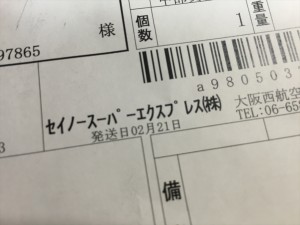 97865
様
個数
1
重量
a980503
セイノースーパーエクスプレス㈱
発送日02月21日
大阪西航空
TEL:06-65
3
備